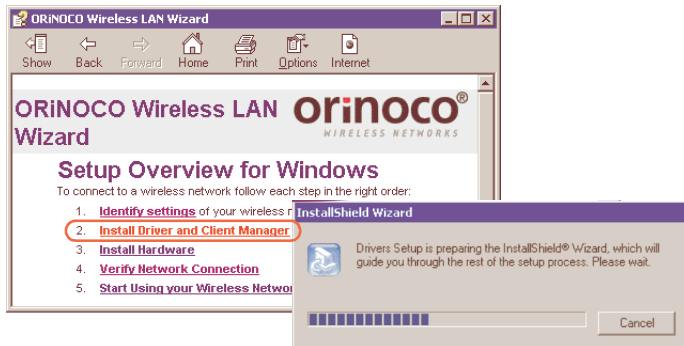 ORiNOCO Wireless LAN Wizard
Show Back Forward Home Print Options Internet
ORiNOCO Wireless LAN
Wizard
orinoco®
WIRELESS NETWORKS
Setup Overview for Windows
To connect to a wireless network follow each step in the right order:
1. Identify settings of your wireless
2. Install Driver and Client Manager
3. Install Hardware
4. Verify Network Connection
5. Start Using your Wireless
InstallShield Wizard
Drivers Setup is preparing the InstallShield® Wizard, which will
guide you through the rest of the setup process. Please wait.
Cancel